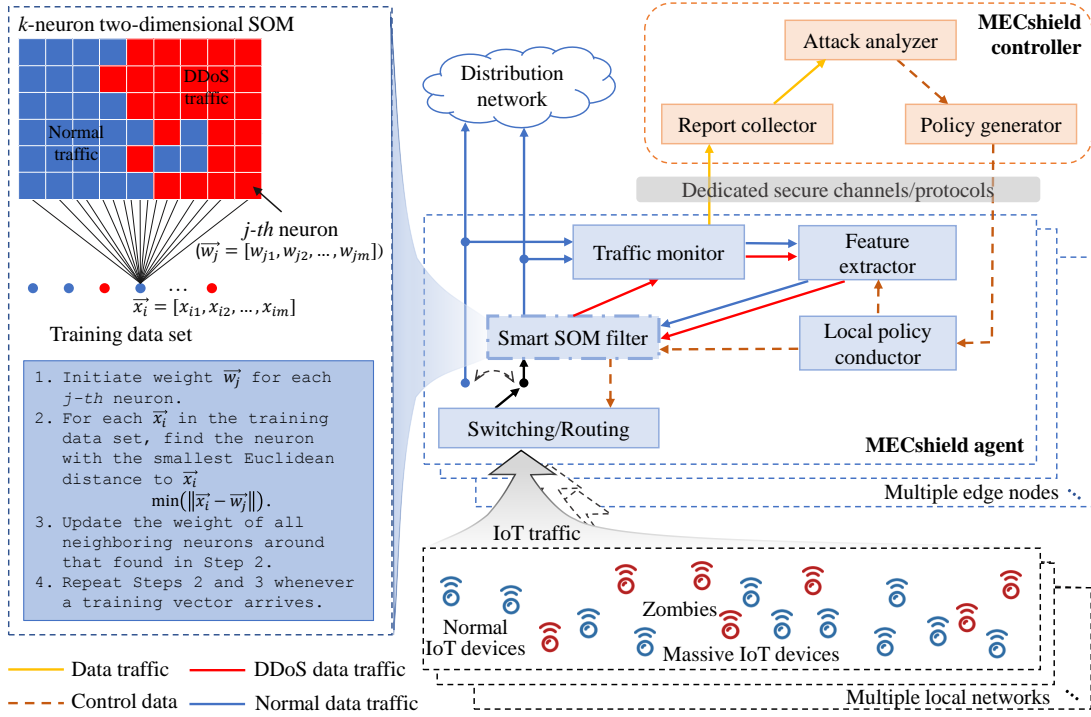 k-neuron two-dimensional SOM
DDoS
traffic
Normal
traffic
j-th neuron
(w⃗ⱼ = [wⱼ₁, wⱼ₂, …, wⱼₘ])
…
x⃗ᵢ = [xᵢ₁, xᵢ₂, …, xᵢₘ]
Training data set
1. Initiate weight w⃗ⱼ for each
j-th neuron.
2. For each x⃗ᵢ in the training
data set, find the neuron
with the smallest Euclidean
distance to x⃗ᵢ
min(‖x⃗ᵢ − w⃗ⱼ‖).
3. Update the weight of all
neighboring neurons around
that found in Step 2.
4. Repeat Steps 2 and 3 whenever
a training vector arrives.
Distribution
network
MECshield
controller
Attack analyzer
Report collector
Policy generator
Dedicated secure channels/protocols
Traffic monitor
Feature
extractor
Smart SOM filter
Local policy
conductor
Switching/Routing
MECshield agent
Multiple edge nodes
IoT traffic
Zombies
Normal
IoT devices
Massive IoT devices
Multiple local networks
Data traffic
DDoS data traffic
Control data
Normal data traffic